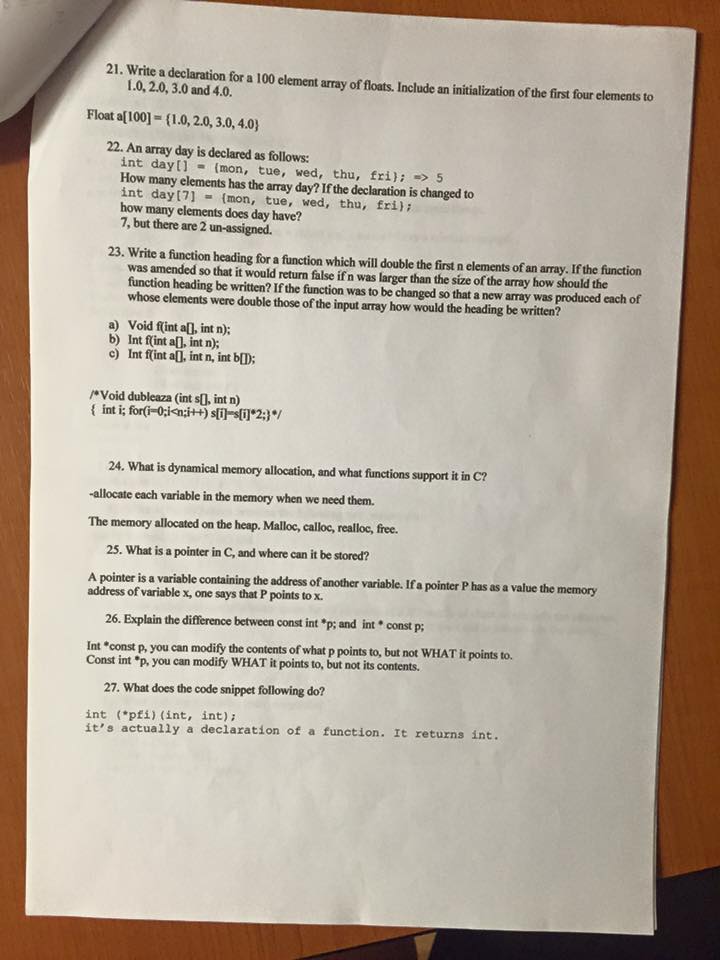 21. Write a declaration for a 100 element array of floats. Include an initialization of the first four elements to
1.0, 2.0, 3.0 and 4.0.
Float a[100] = {1.0, 2.0, 3.0, 4.0}
22. An array day is declared as follows:
int day[] = {mon, tue, wed, thu, fri}; => 5
How many elements has the array day? If the declaration is changed to
int day[7] = {mon, tue, wed, thu, fri};
how many elements does day have?
7, but there are 2 un-assigned.
23. Write a function heading for a function which will double the first n elements of an array. If the function
was amended so that it would return false if n was larger than the size of the array how should the
function heading be written? If the function was to be changed so that a new array was produced each of
whose elements were double those of the input array how would the heading be written?
a) Void f(int a[], int n);
b) Int f(int a[], int n);
c) Int f(int a[], int n, int b[]);
/*Void dubleaza (int s[], int n)
{ int i; for(i=0;i<n;i++) s[i]=s[i]*2;}*/
24. What is dynamical memory allocation, and what functions support it in C?
-allocate each variable in the memory when we need them.
The memory allocated on the heap. Malloc, calloc, realloc, free.
25. What is a pointer in C, and where can it be stored?
A pointer is a variable containing the address of another variable. If a pointer P has as a value the memory
address of variable x, one says that P points to x.
26. Explain the difference between const int *p; and int * const p;
Int *const p, you can modify the contents of what p points to, but not WHAT it points to.
Const int *p, you can modify WHAT it points to, but not its contents.
27. What does the code snippet following do?
int (*pfi)(int, int);
it's actually a declaration of a function. It returns int.